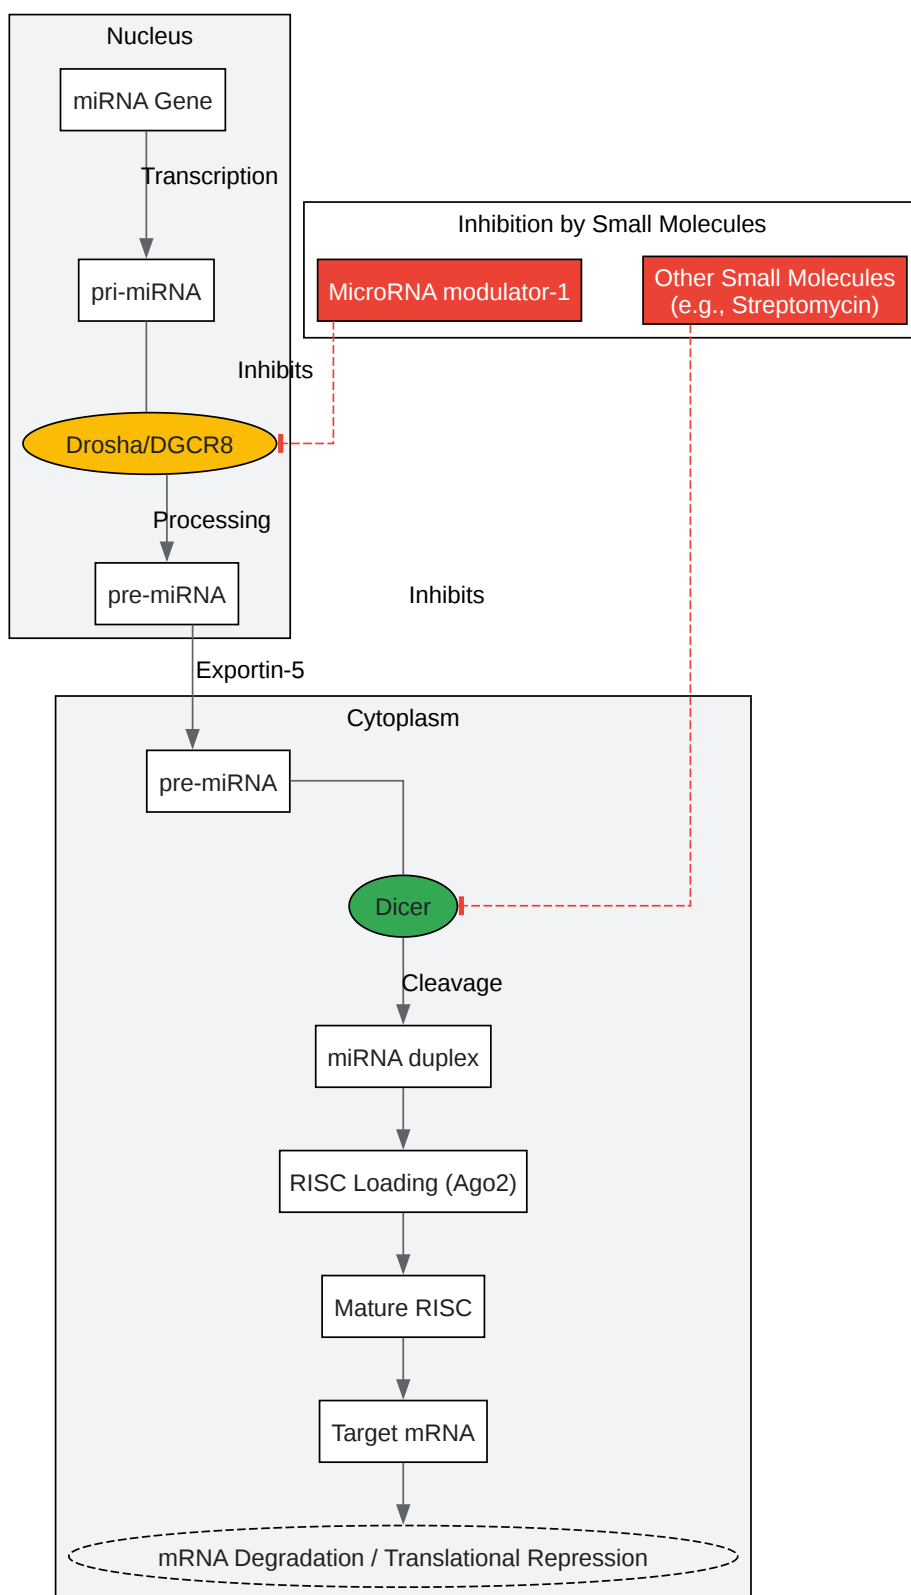 Nucleus
miRNA Gene
Transcription
Inhibition by Small Molecules
pri-miRNA
MicroRNA modulator-1
Other Small Molecules
(e.g., Streptomycin)
Inhibits
Drosha/DGCR8
Processing
pre-miRNA
Inhibits
Exportin-5
Cytoplasm
pre-miRNA
Dicer
Cleavage
miRNA duplex
RISC Loading (Ago2)
Mature RISC
Target mRNA
mRNA Degradation / Translational Repression